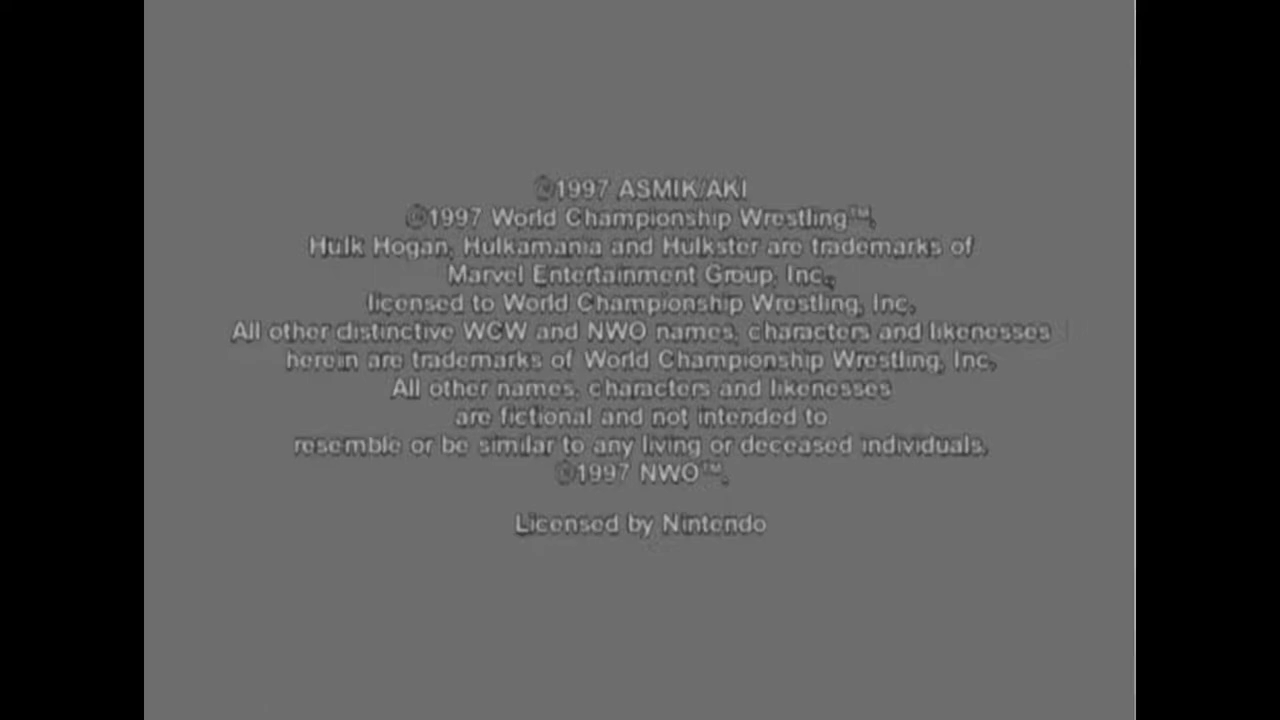 ©1997 ASMIK/AKI
©1997 World Championship Wrestling™.
Hulk Hogan, Hulkamania and Hulkster are trademarks of
Marvel Entertainment Group, Inc.,
licensed to World Championship Wrestling, Inc.
All other distinctive WCW and NWO names, characters and likenesses
herein are trademarks of World Championship Wrestling, Inc.
All other names, characters and likenesses
are fictional and not intended to
resemble or be similar to any living or deceased individuals.
©1997 NWO™.
Licensed by Nintendo